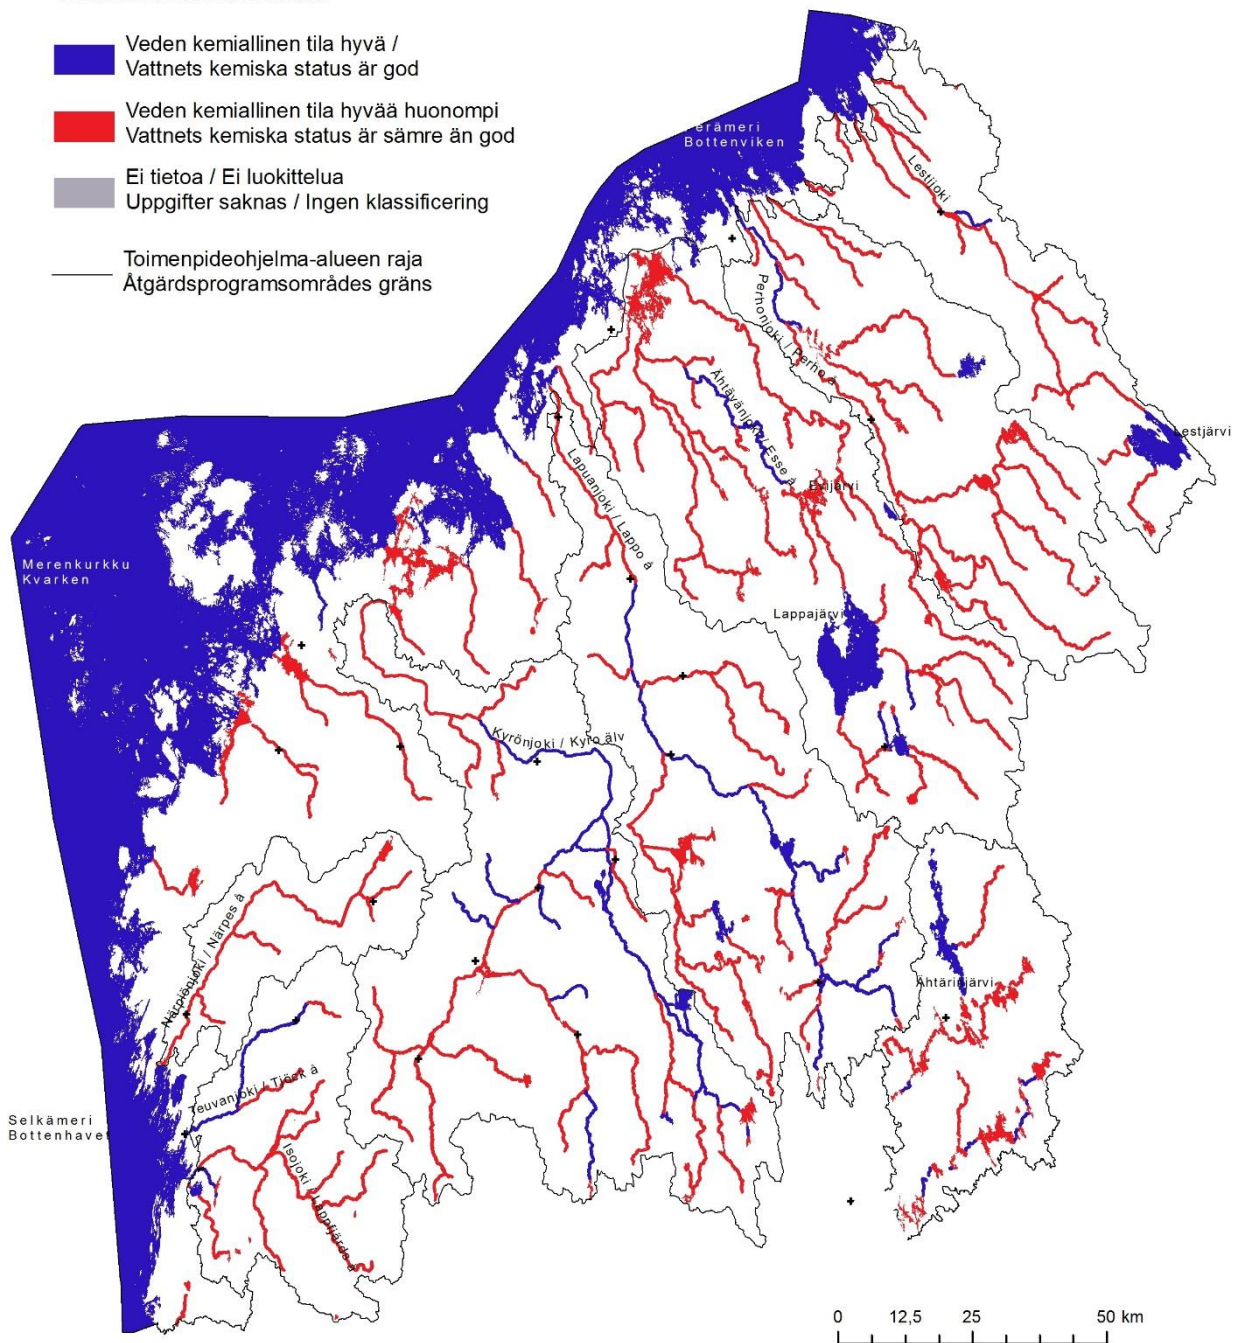 Veden kemiallinen tila hyvä /
Vattnets kemiska status är god
Veden kemiallinen tila hyvää huonompi
Vattnets kemiska status är sämre än god
Ei tietoa / Ei luokittelua
Uppgifter saknas / Ingen klassificering
Toimenpideohjelma-alueen raja
Åtgärdsprogramsområdes gräns
Perämeri
Bottenviken
Lestijoki
Perhonjoki / Perho å
Ähtävänjoki / Esse å
Lestjärvi
Lapuanjoki / Lappo å
Evijärvi
Merenkurkku
Kvarken
Lappajärvi
Kyrönjoki / Kyro älv
Närpiönjoki / Närpes å
Ähtärinjärvi
Teuvanjoki / Tjöck å
Selkämeri
Bottenhavet
Isojoki / Lappfjärds å
0 12,5 25 50 km